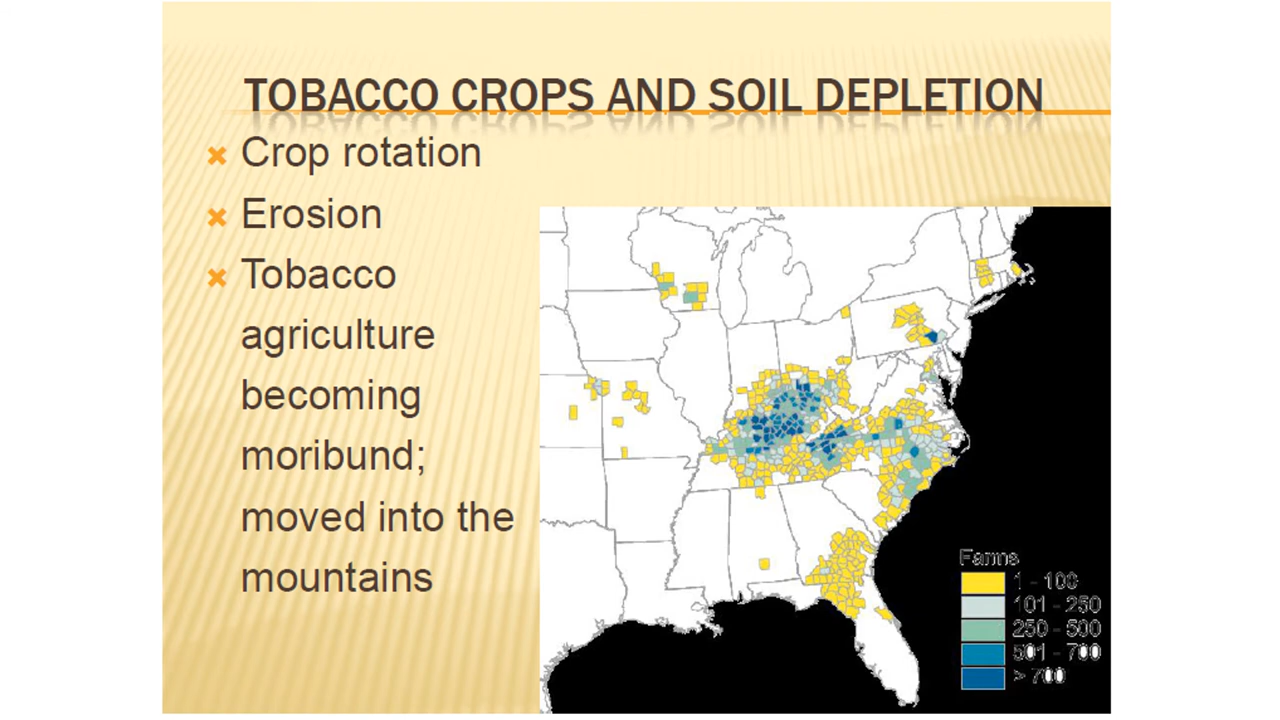 TOBACCO CROPS AND SOIL DEPLETION
Crop rotation
Erosion
Tobacco
agriculture
becoming
moribund;
moved into the
mountains
Farms
1 - 100
101 - 250
250 - 500
501 - 700
> 700